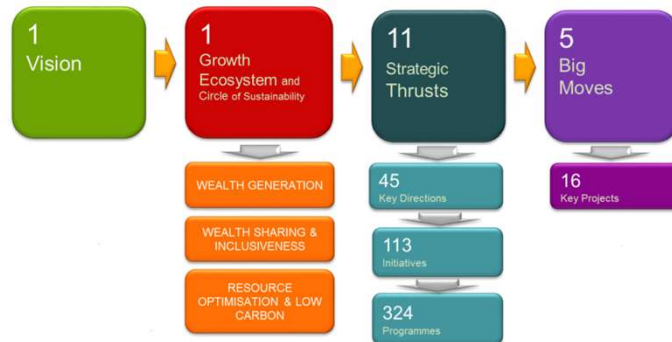 1
Vision
1
Growth
Ecosystem and
Circle of Sustainability
11
Strategic
Thrusts
5
Big
Moves
WEALTH GENERATION
WEALTH SHARING &
INCLUSIVENESS
RESOURCE
OPTIMISATION & LOW
CARBON
45
Key Directions
113
Initiatives
324
Programmes
16
Key Projects